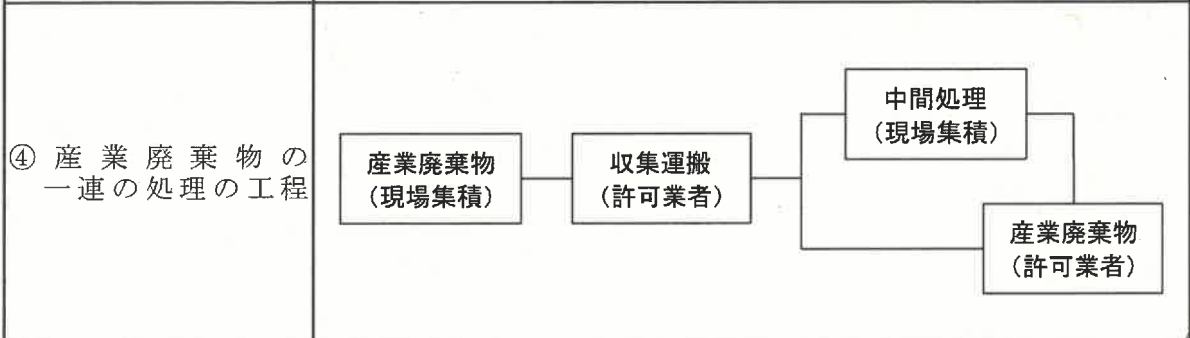 ④ 産業廃棄物の
一連の処理の工程
産業廃棄物
(現場集積)
収集運搬
(許可業者)
中間処理
(現場集積)
産業廃棄物
(許可業者)